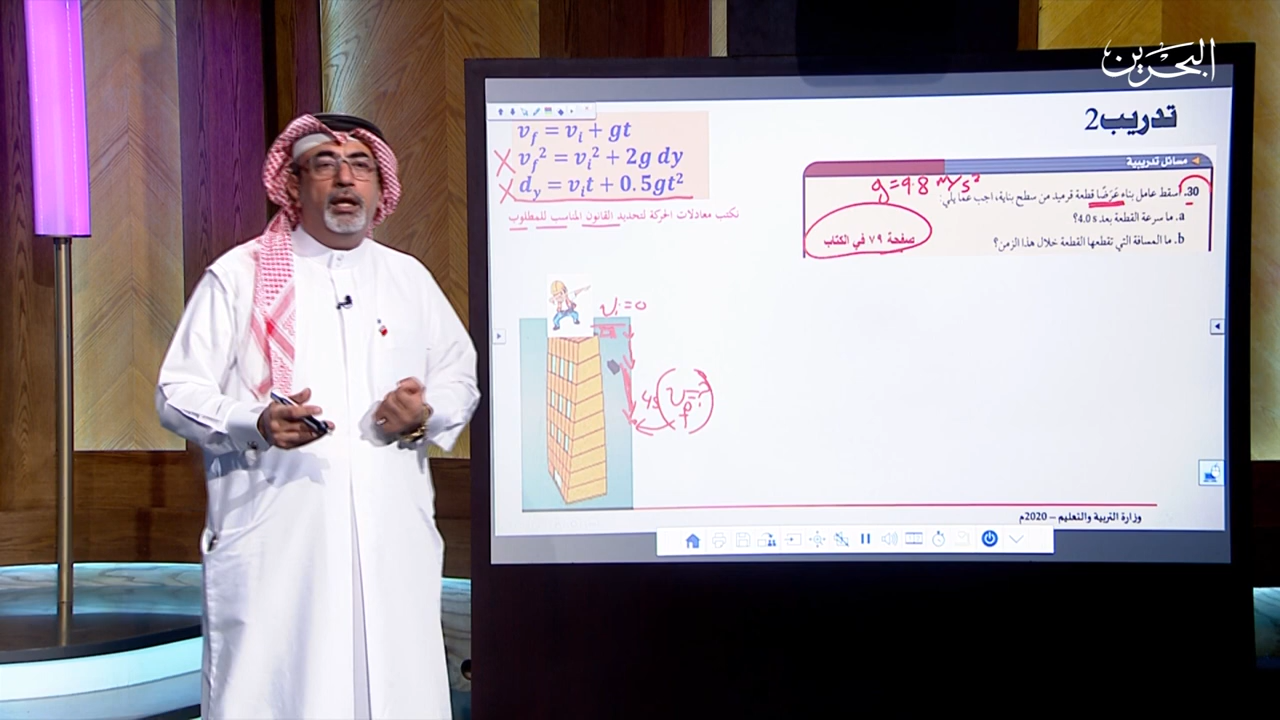 البحرين
تدريب2
مسائل تدريبية
g = 9.8 m/s²
30. أسقط عامل بناء عَرَضًا قطعة قرميد من سطح بناية، اجب عما يلي:
a. ما سرعة القطعة بعد 4.0 s؟
b. ما المسافة التي تقطعها القطعة خلال هذا الزمن؟
صفحة ٧٩ في الكتاب
v_f = v_i + gt
X v_f² = v_i² + 2g dy
X d_y = v_i t + 0.5gt²
نكتب معادلات الحركة لتحديد القانون المناسب للمطلوب
v_i = 0
4s
v_f = ?
وزارة التربية والتعليم – 2020م